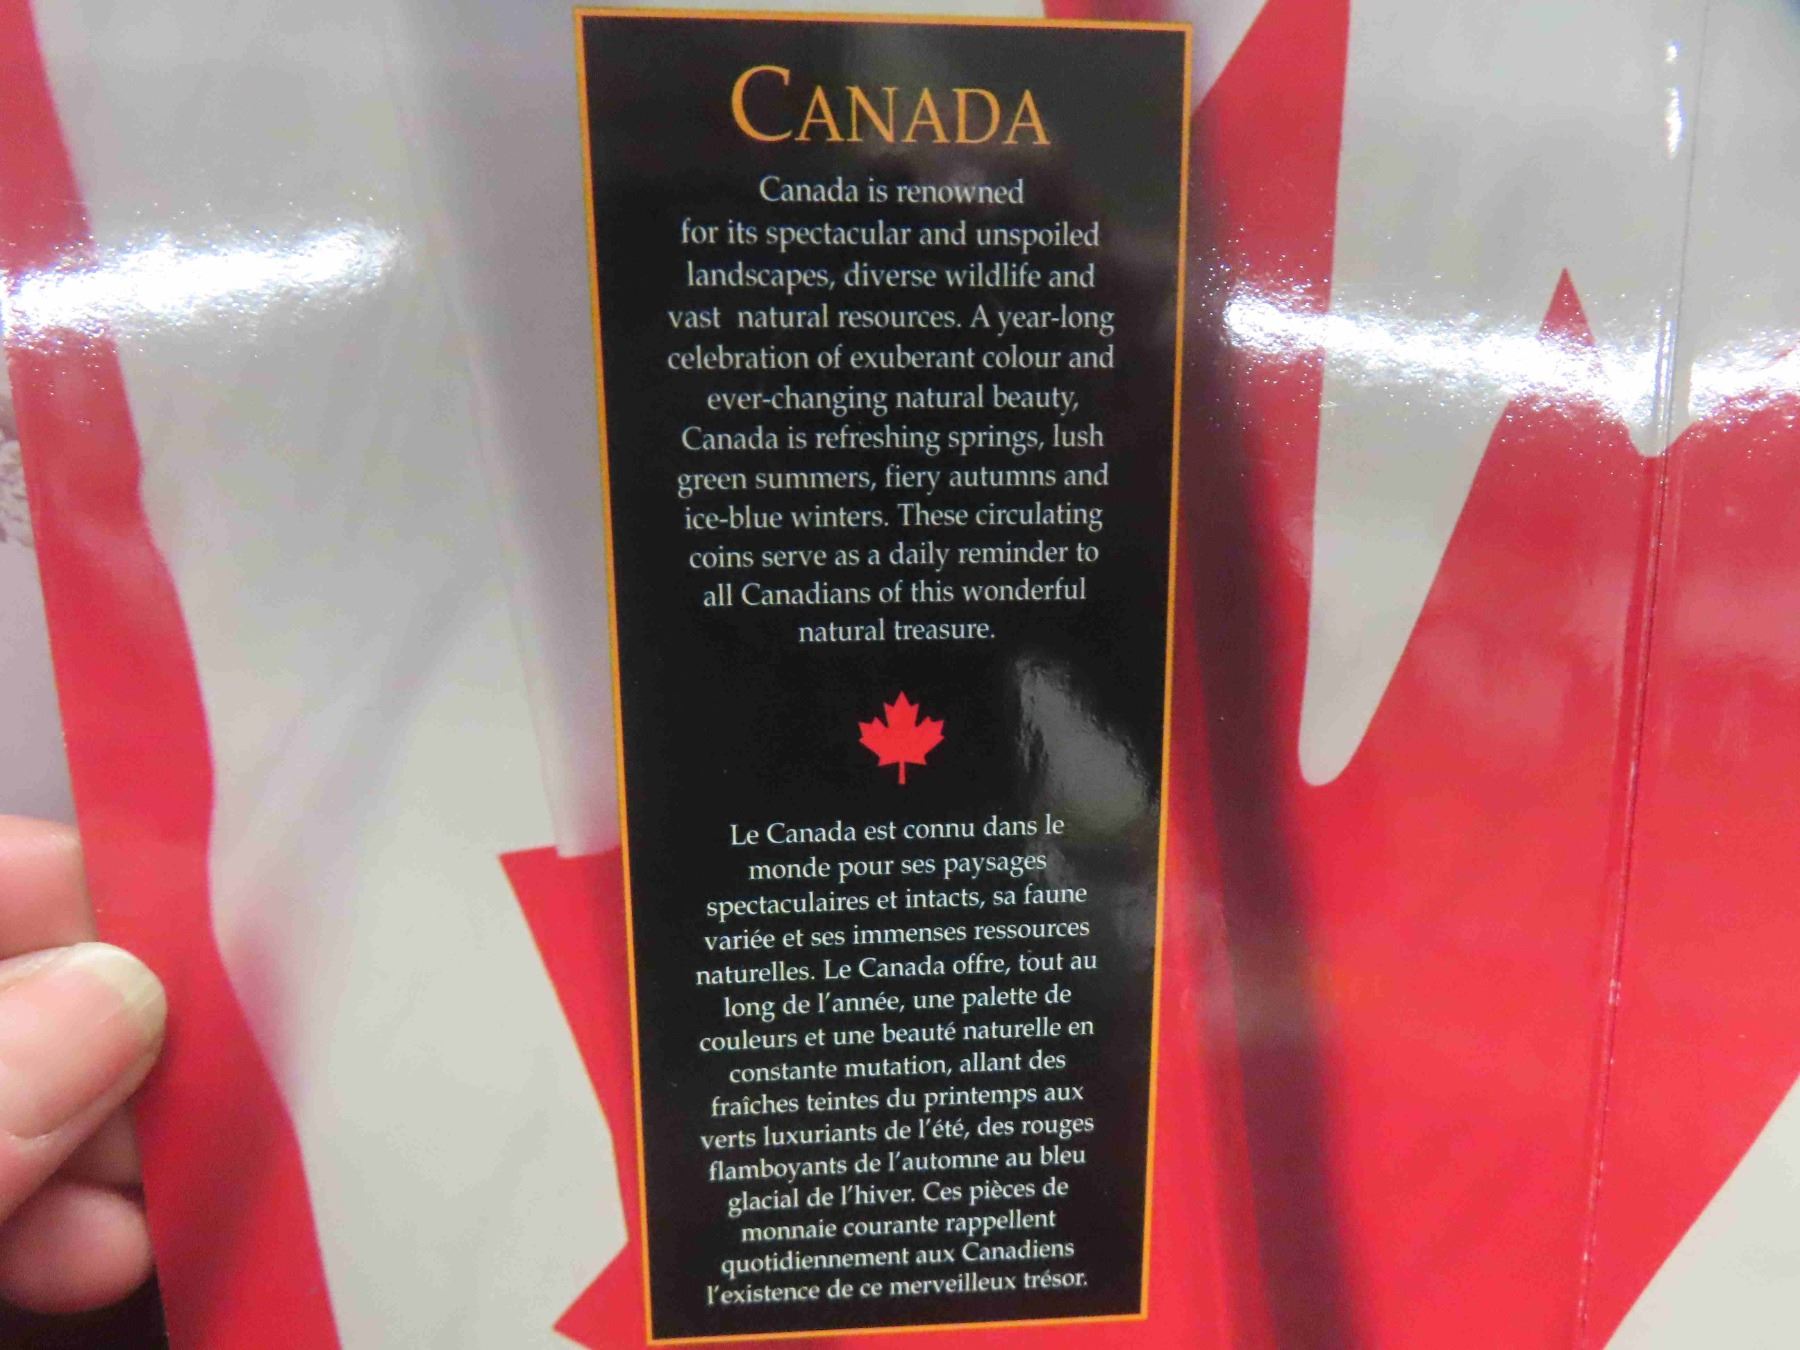 CANADA
Canada is renowned
for its spectacular and unspoiled
landscapes, diverse wildlife and
vast natural resources. A year-long
celebration of exuberant colour and
ever-changing natural beauty,
Canada is refreshing springs, lush
green summers, fiery autumns and
ice-blue winters. These circulating
coins serve as a daily reminder to
all Canadians of this wonderful
natural treasure.
Le Canada est connu dans le
monde pour ses paysages
spectaculaires et intacts, sa faune
variée et ses immenses ressources
naturelles. Le Canada offre, tout au
long de l'année, une palette de
couleurs et une beauté naturelle en
constante mutation, allant des
fraîches teintes du printemps aux
verts luxuriants de l'été, des rouges
flamboyants de l'automne au bleu
glacial de l'hiver. Ces pièces de
monnaie courante rappellent
quotidiennement aux Canadiens
l'existence de ce merveilleux trésor.